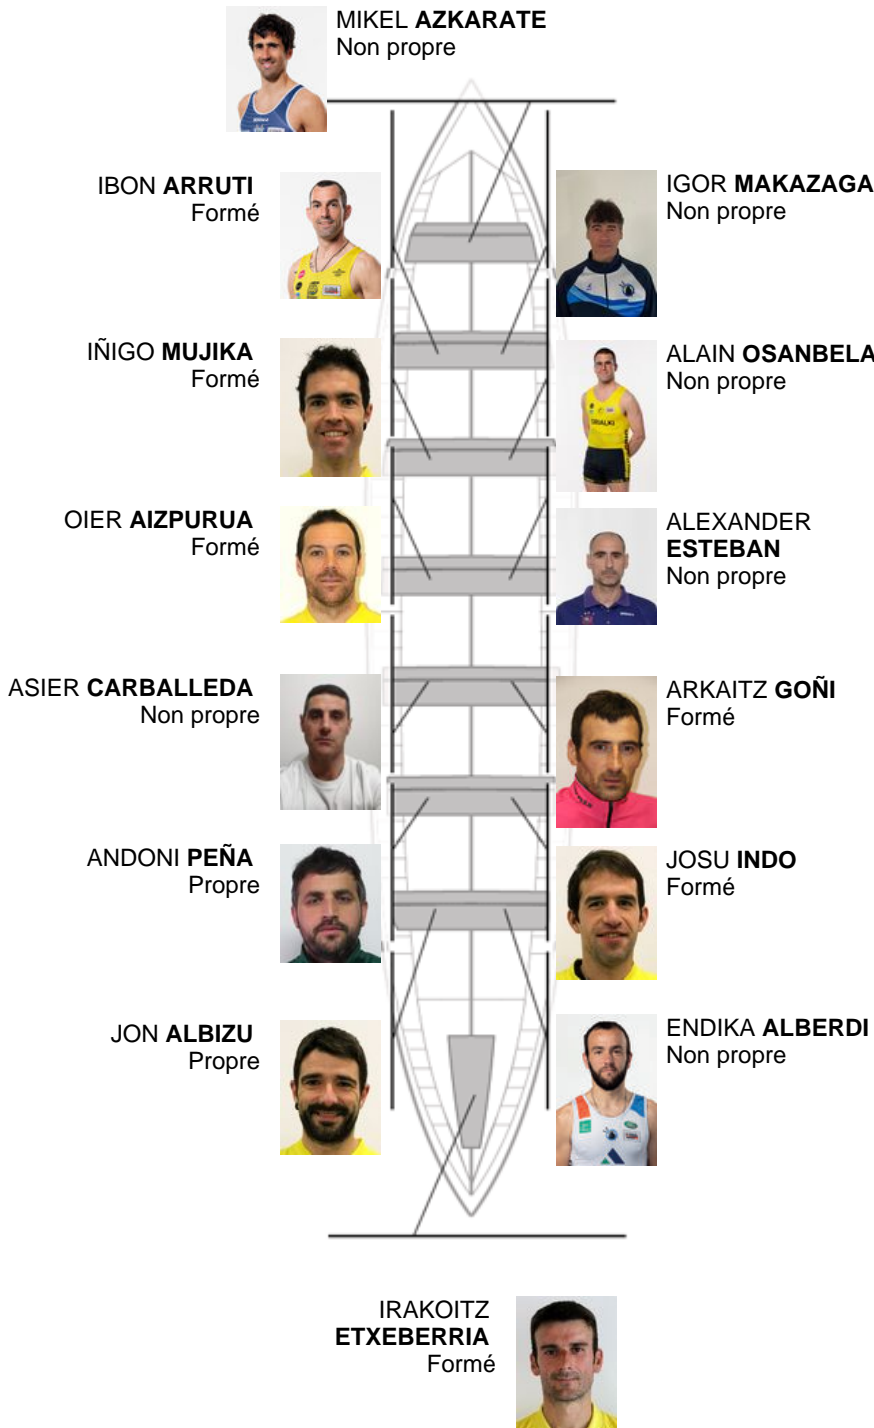 MIKEL AZKARATE
Non propre
IBON ARRUTI
Formé
IGOR MAKAZAGA
Non propre
IÑIGO MUJIKA
Formé
ALAIN OSANBELA
Non propre
OIER AIZPURUA
Formé
ALEXANDER
ESTEBAN
Non propre
ASIER CARBALLEDA
Non propre
ARKAITZ GOÑI
Formé
ANDONI PEÑA
Propre
JOSU INDO
Formé
JON ALBIZU
Propre
ENDIKA ALBERDI
Non propre
IRAKOITZ
ETXEBERRIA
Formé